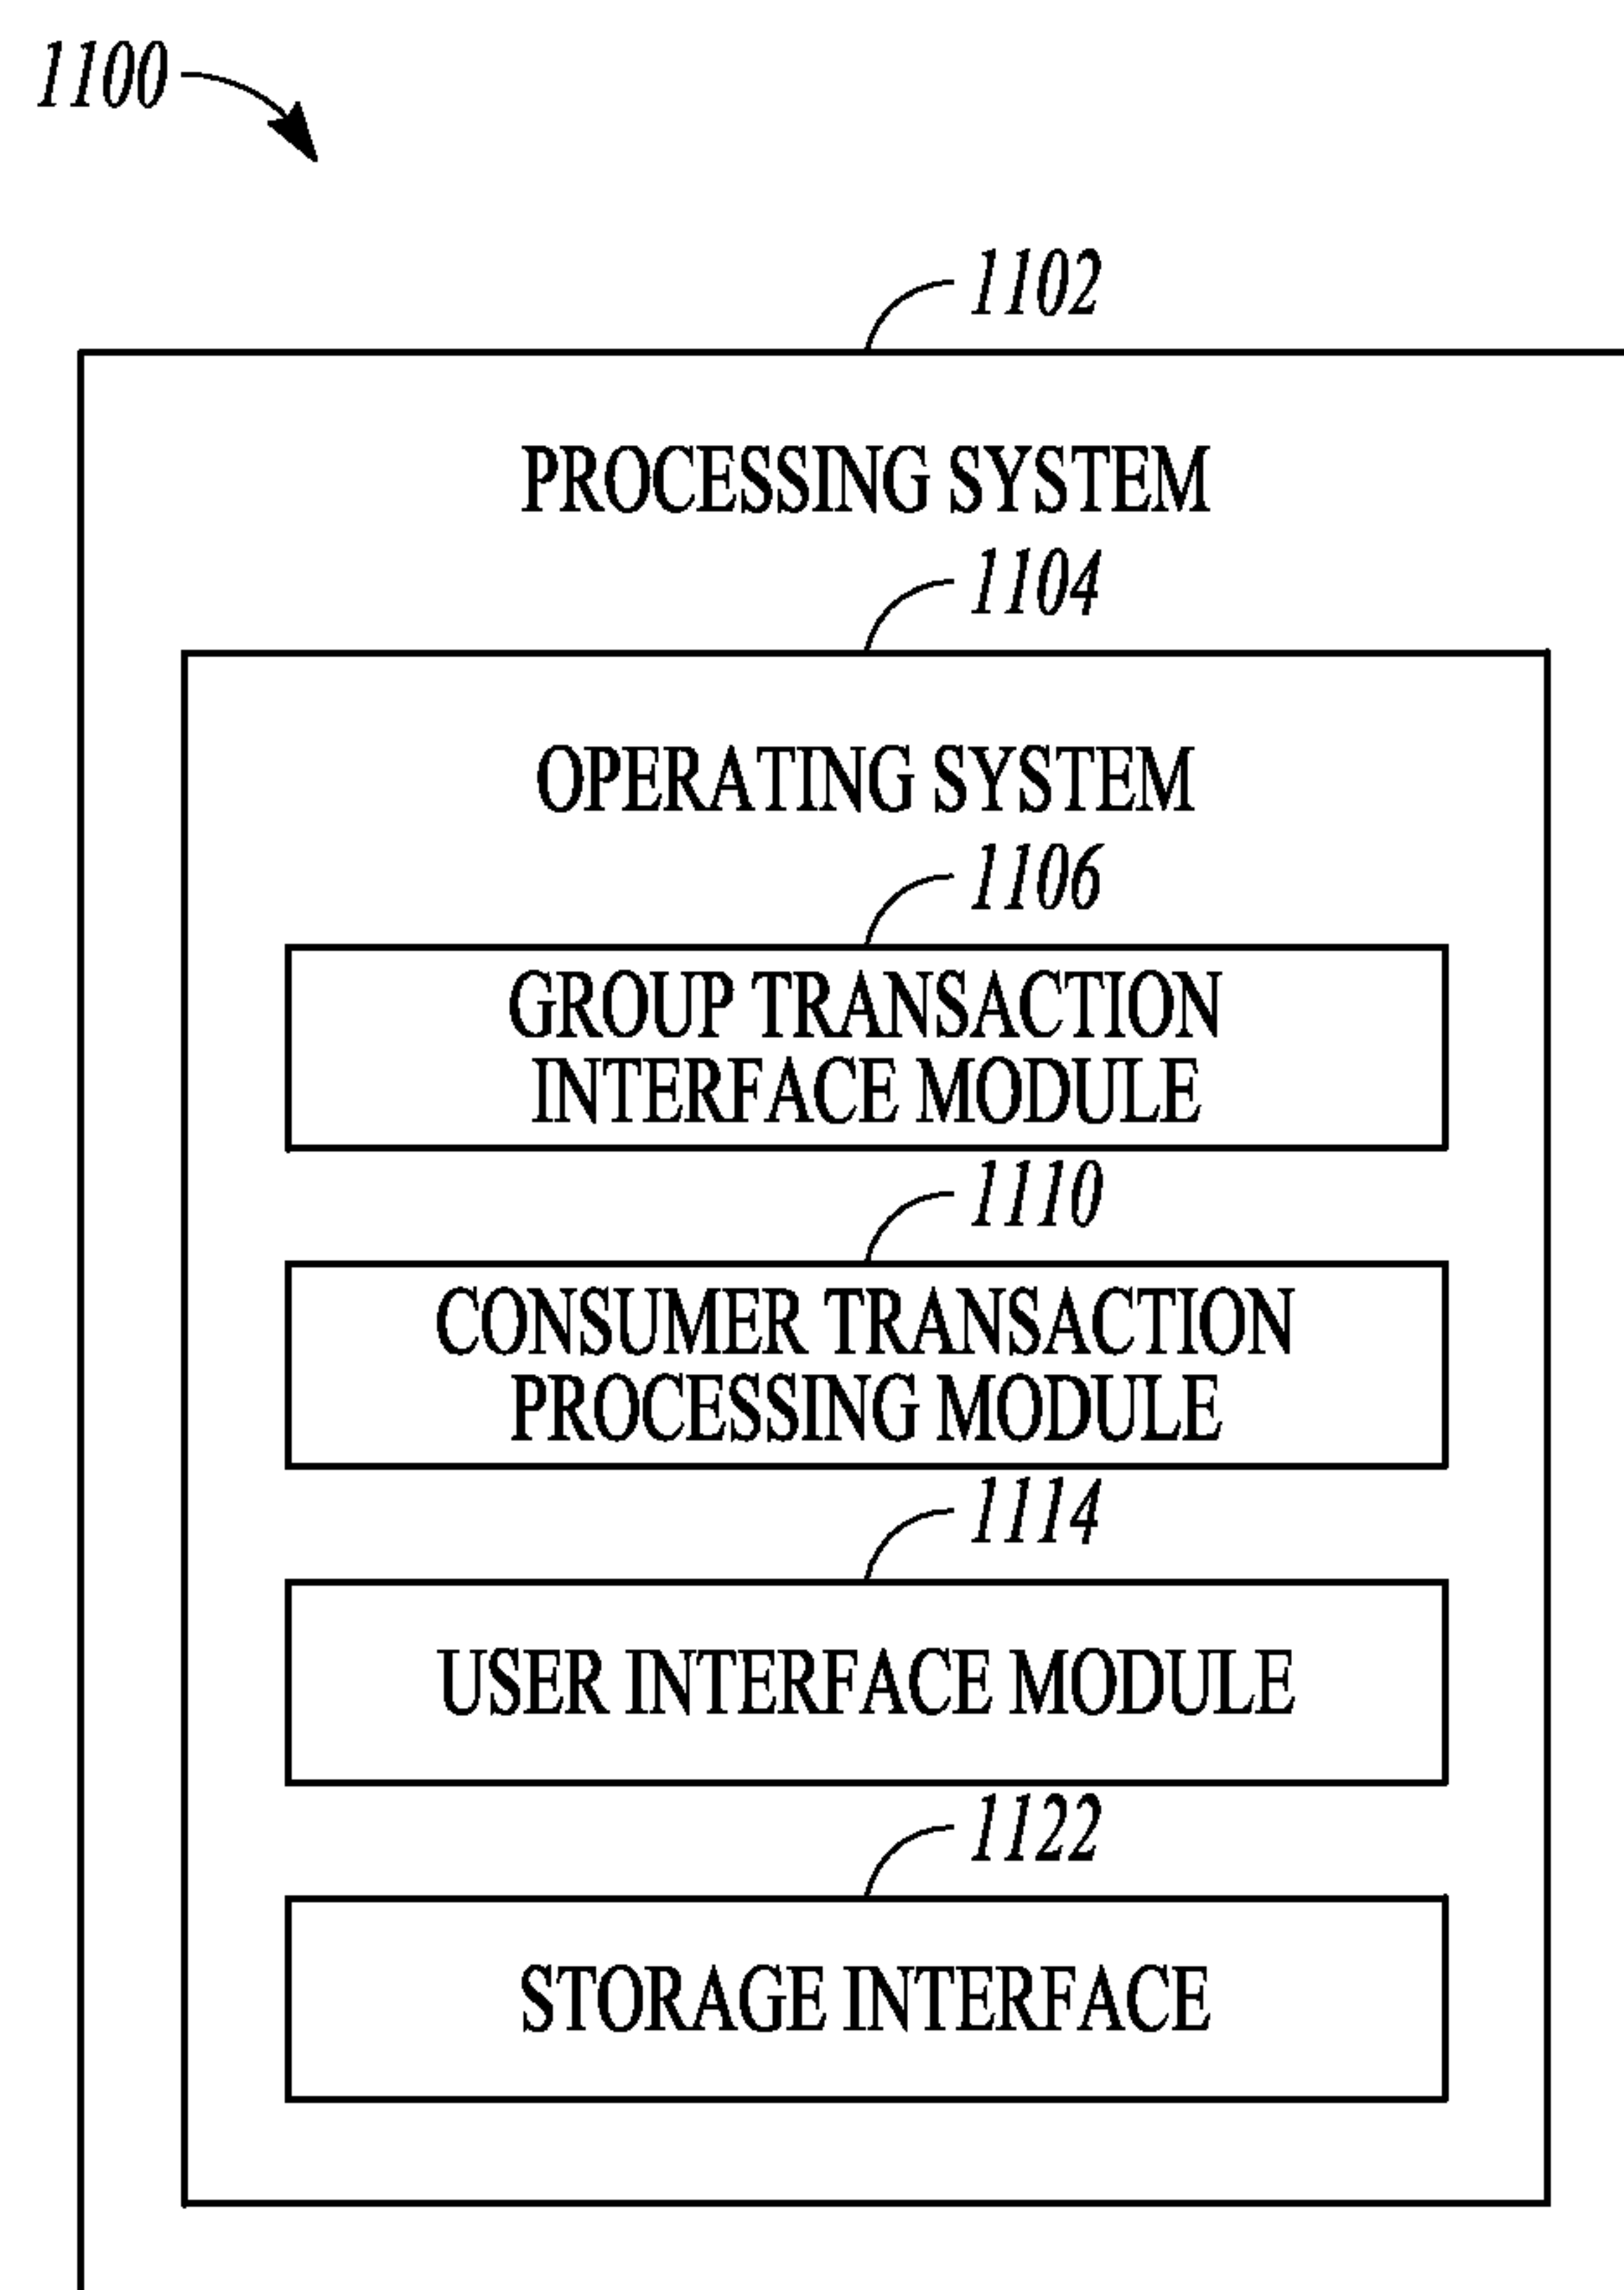 1100
1102
PROCESSING SYSTEM
1104
OPERATING SYSTEM
1106
GROUP TRANSACTION
INTERFACE MODULE
1110
CONSUMER TRANSACTION
PROCESSING MODULE
1114
USER INTERFACE MODULE
1122
STORAGE INTERFACE